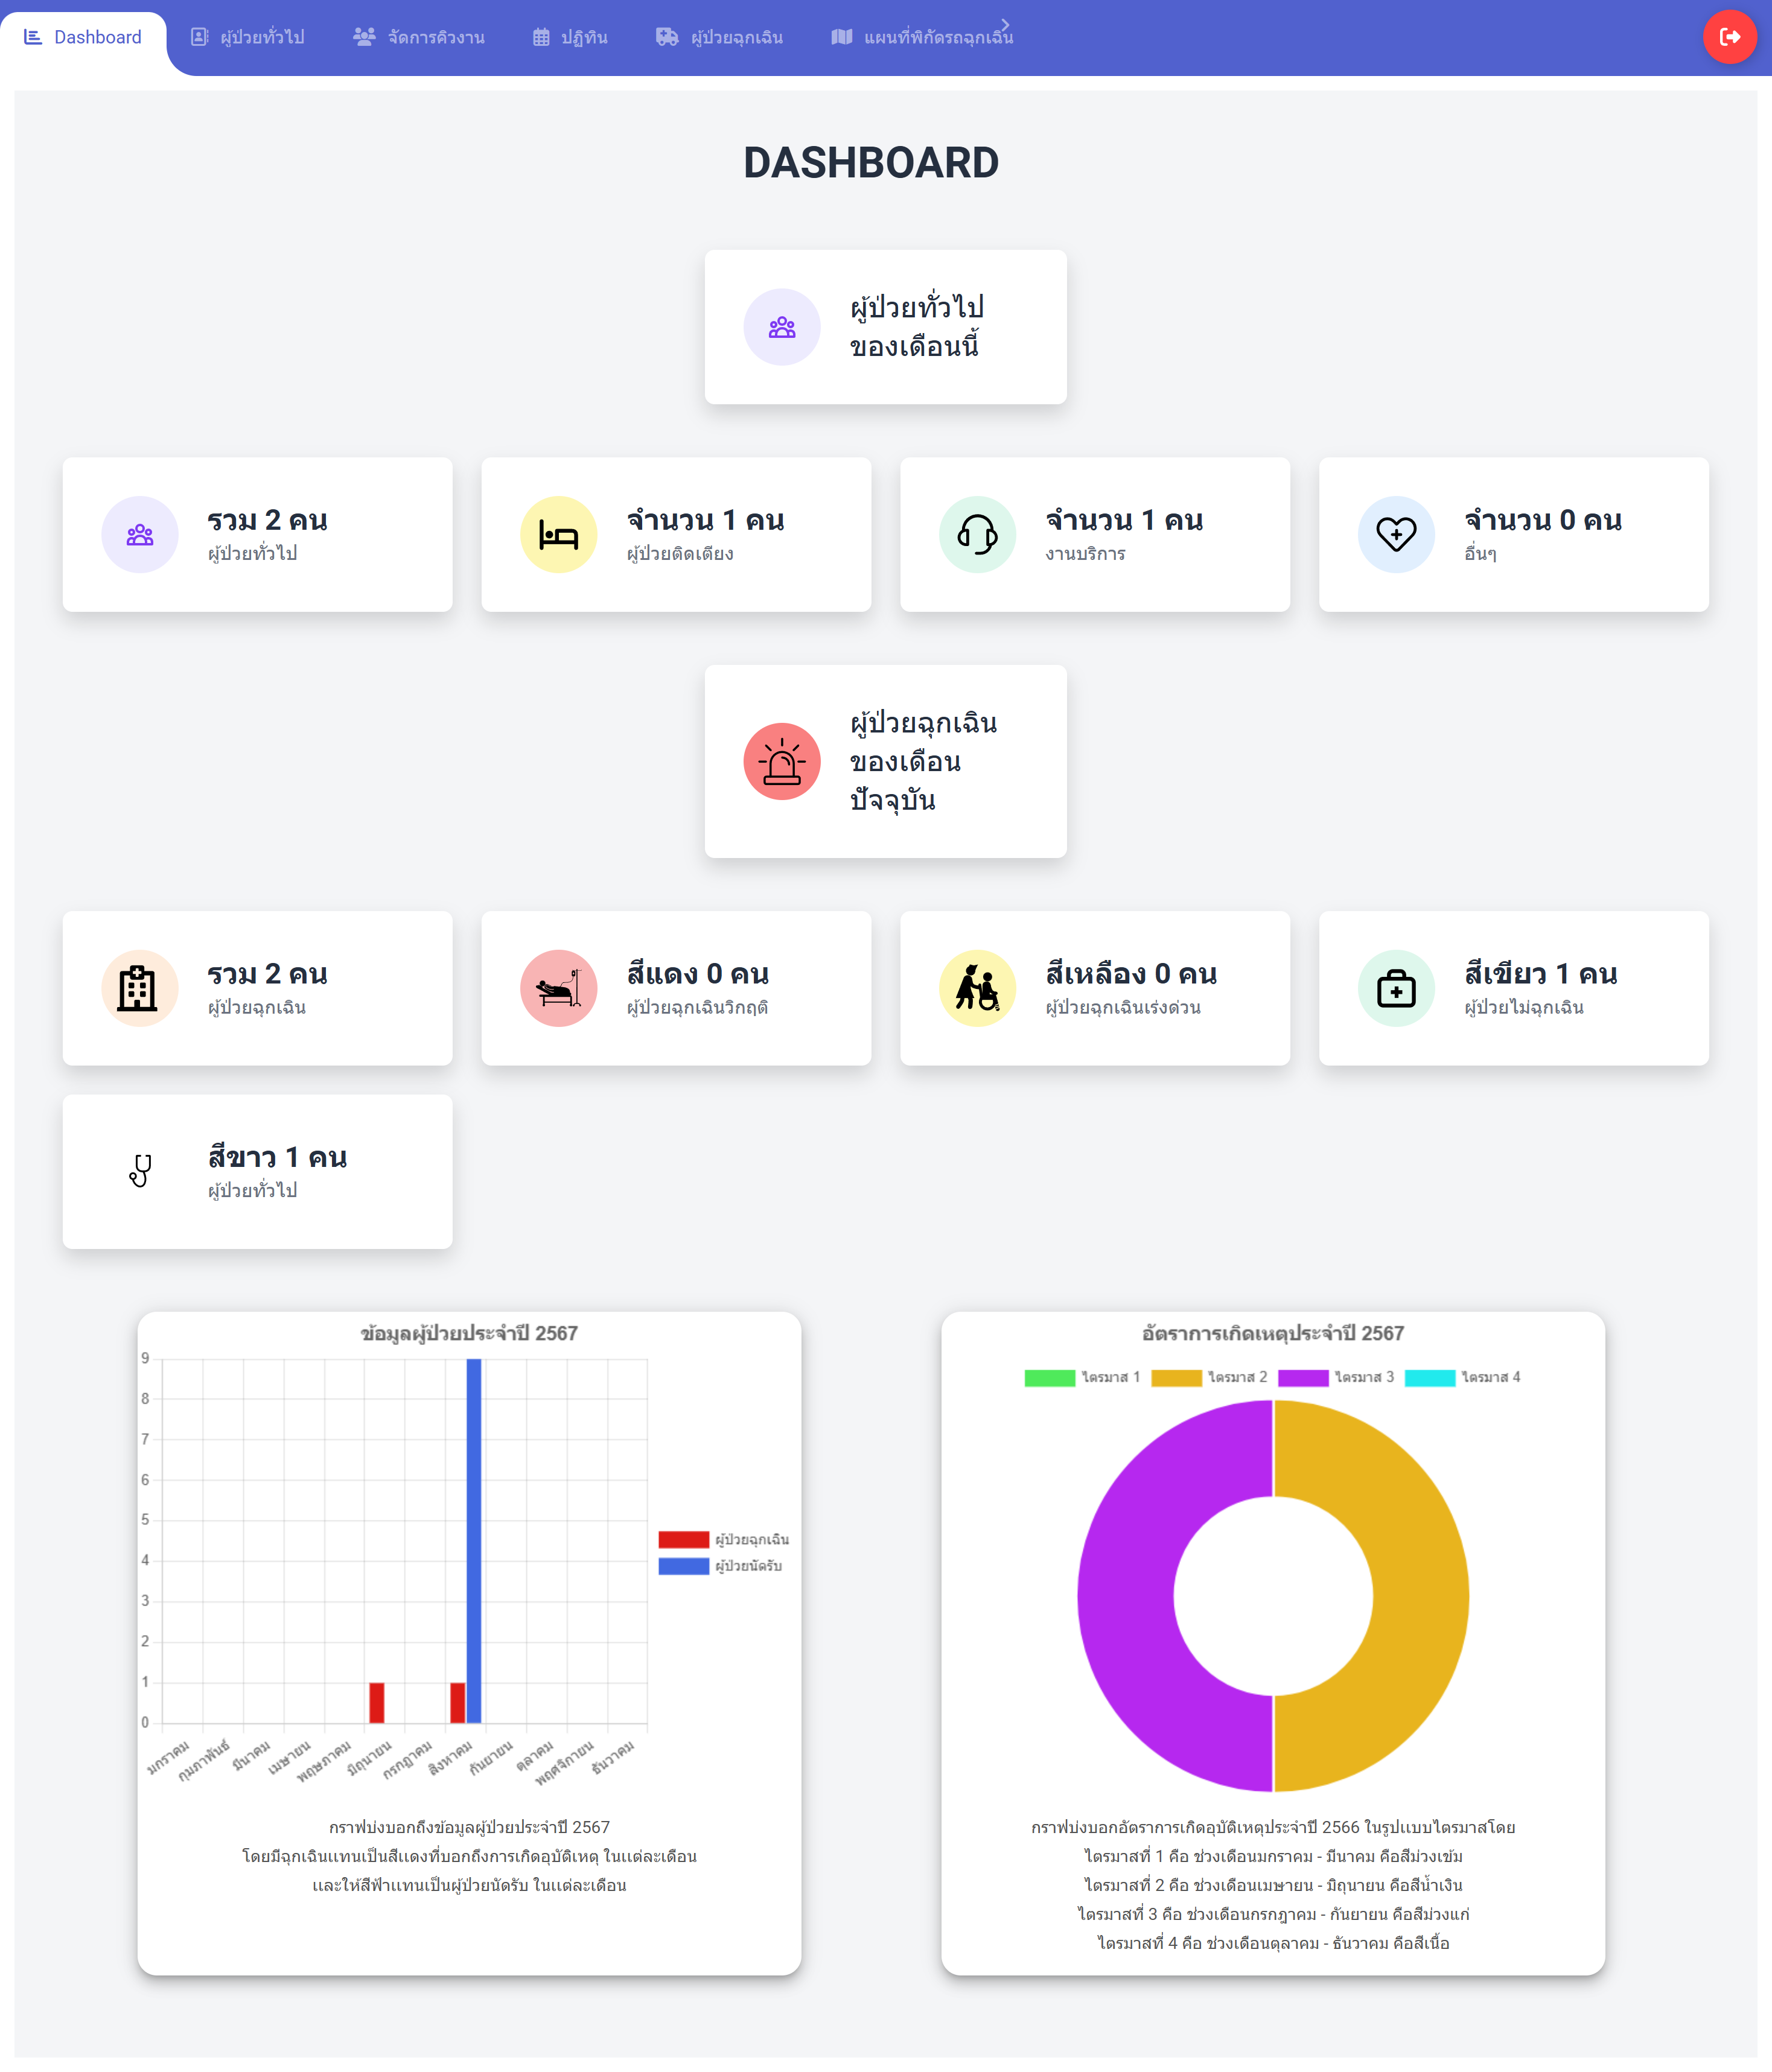 Dashboard
ผู้ป่วยทั่วไป
จัดการคิวงาน
ปฏิทิน
ผู้ป่วยฉุกเฉิน
แผนที่พิกัดรถฉุกเฉิน
DASHBOARD
ผู้ป่วยทั่วไป
ของเดือนนี้
รวม 2 คน
ผู้ป่วยทั่วไป
จำนวน 1 คน
ผู้ป่วยติดเตียง
จำนวน 1 คน
งานบริการ
จำนวน 0 คน
อื่นๆ
ผู้ป่วยฉุกเฉิน
ของเดือน
ปัจจุบัน
รวม 2 คน
ผู้ป่วยฉุกเฉิน
สีแดง 0 คน
ผู้ป่วยฉุกเฉินวิกฤติ
สีเหลือง 0 คน
ผู้ป่วยฉุกเฉินเร่งด่วน
สีเขียว 1 คน
ผู้ป่วยไม่ฉุกเฉิน
สีขาว 1 คน
ผู้ป่วยทั่วไป
ข้อมูลผู้ป่วยประจำปี 2567
9
8
7
6
5
4
3
2
1
0
มกราคม
กุมภาพันธ์
มีนาคม
เมษายน
พฤษภาคม
มิถุนายน
กรกฎาคม
สิงหาคม
กันยายน
ตุลาคม
พฤศจิกายน
ธันวาคม
ผู้ป่วยฉุกเฉิน
ผู้ป่วยนัดรับ
กราฟบ่งบอกถึงข้อมูลผู้ป่วยประจำปี 2567
โดยมีฉุกเฉินแทนเป็นสีแดงที่บอกถึงการเกิดอุบัติเหตุ ในแต่ละเดือน
และให้สีฟ้าแทนเป็นผู้ป่วยนัดรับ ในแต่ละเดือน
อัตราการเกิดเหตุประจำปี 2567
ไตรมาส 1
ไตรมาส 2
ไตรมาส 3
ไตรมาส 4
กราฟบ่งบอกอัตราการเกิดอุบัติเหตุประจำปี 2566 ในรูปแบบไตรมาสโดย
ไตรมาสที่ 1 คือ ช่วงเดือนมกราคม - มีนาคม คือสีม่วงเข้ม
ไตรมาสที่ 2 คือ ช่วงเดือนเมษายน - มิถุนายน คือสีน้ำเงิน
ไตรมาสที่ 3 คือ ช่วงเดือนกรกฎาคม - กันยายน คือสีม่วงแก่
ไตรมาสที่ 4 คือ ช่วงเดือนตุลาคม - ธันวาคม คือสีเนื้อ